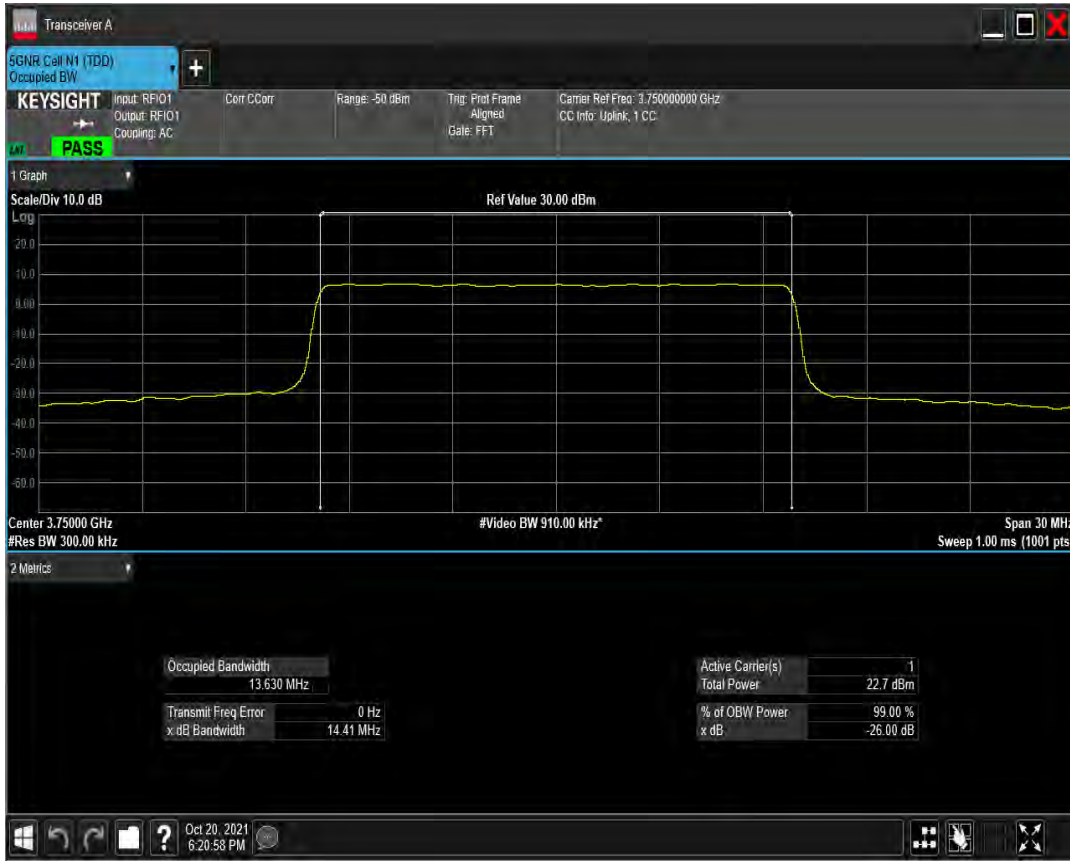 Transceiver A
5GNR Cell N1 (TDD)
Occupied BW
KEYSIGHT
Input: RFIO1
Output: RFIO1
Coupling: AC
Corr CCorr
Range: -50 dBm
Trig: Prot Frame
Aligned
Gate: FFT
Carrier Ref Freq: 3.750000000 GHz
CC Info: Uplink, 1 CC
PASS
1 Graph
Scale/Div 10.0 dB
Ref Value 30.00 dBm
Log
20.0
10.0
0.00
-10.0
-20.0
-30.0
-40.0
-50.0
-60.0
Center 3.75000 GHz
#Video BW 910.00 kHz*
Span 30 MHz
#Res BW 300.00 kHz
Sweep 1.00 ms (1001 pts
2 Metrics
Occupied Bandwidth
13.630 MHz
Transmit Freq Error 0 Hz
x dB Bandwidth 14.41 MHz
Active Carrier(s) 1
Total Power 22.7 dBm
% of OBW Power 99.00 %
x dB -26.00 dB
Oct 20, 2021
6:20:58 PM